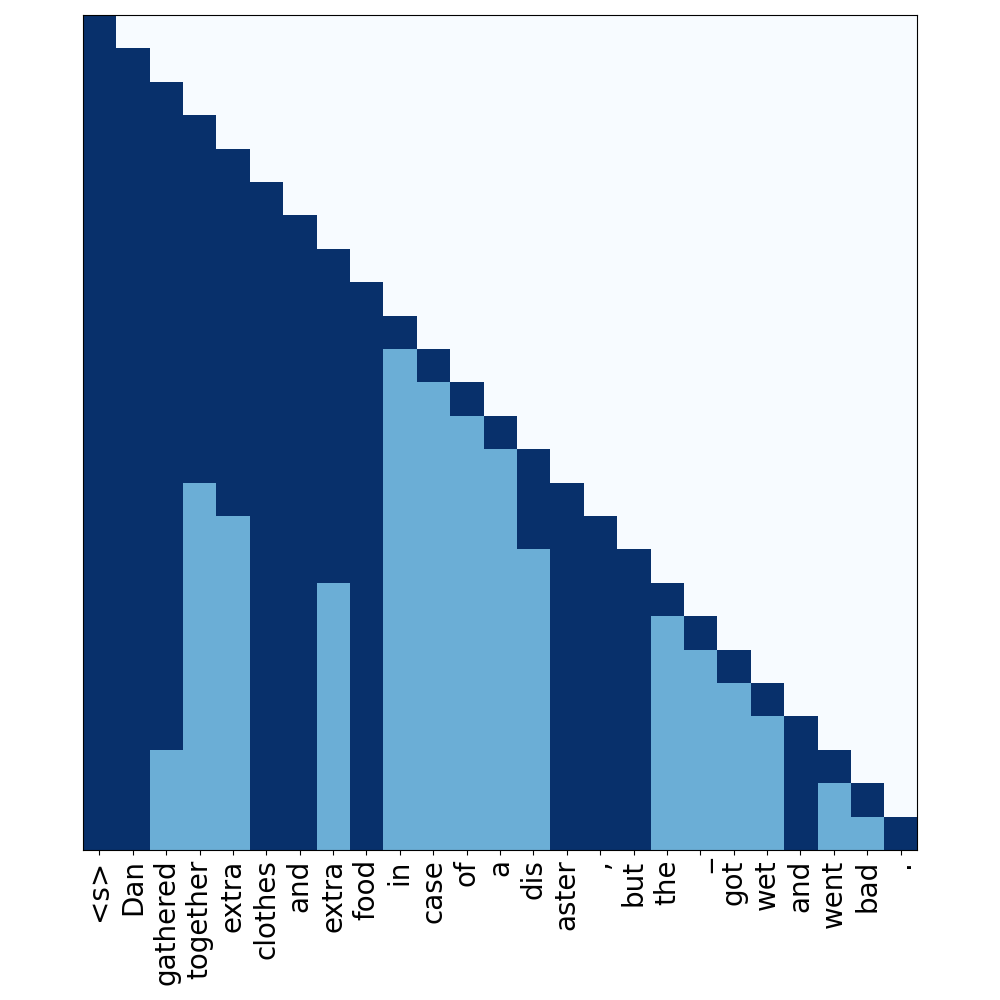 <s> Dan gathered together extra clothes and extra food in case of a dis aster , but the _ got wet and went bad .